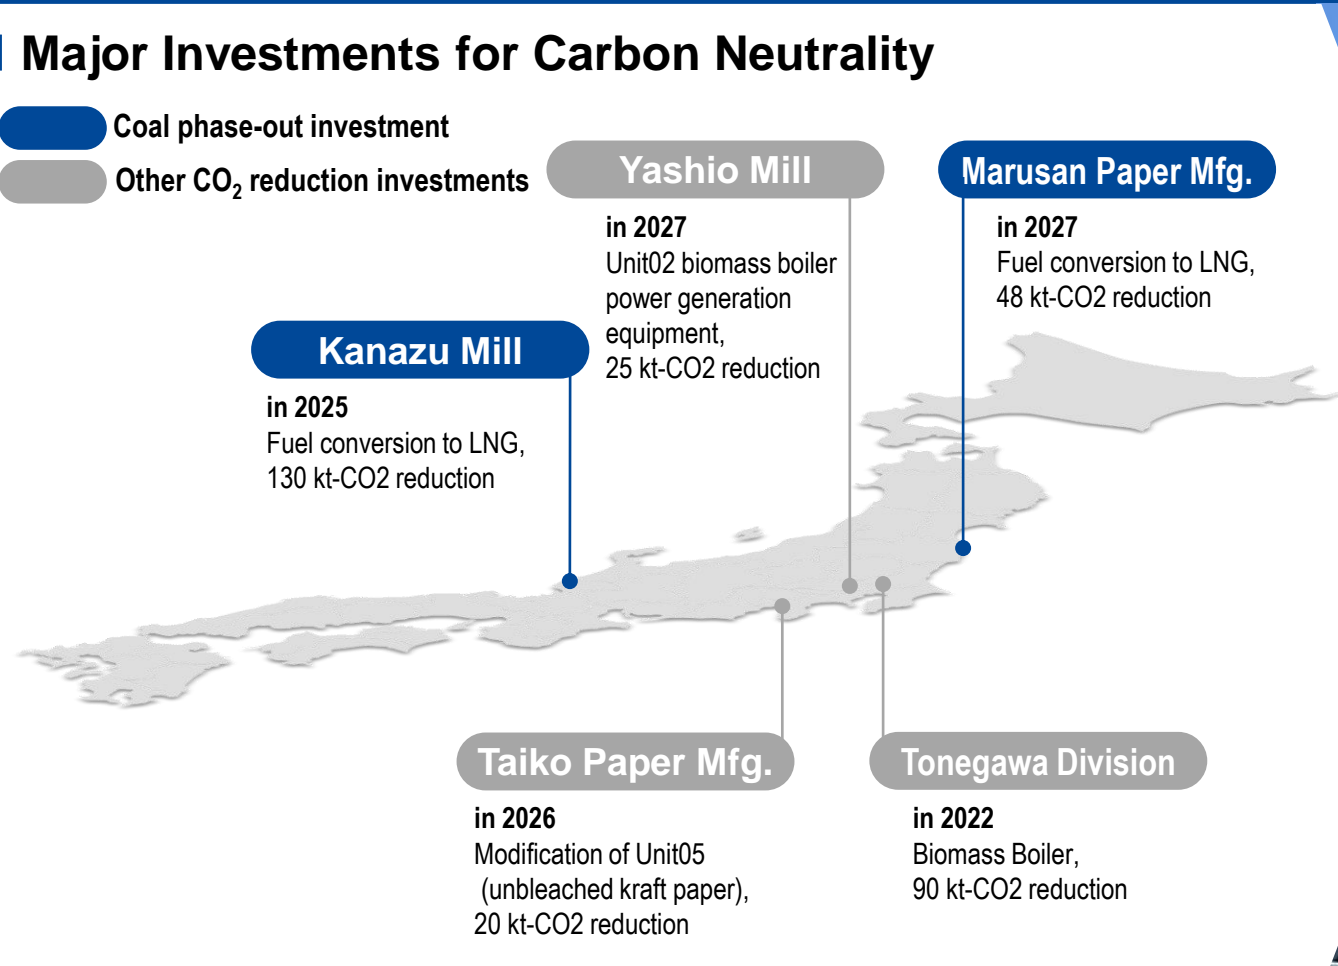 Major Investments for Carbon Neutrality
Coal phase-out investment
Other CO₂ reduction investments
Yashio Mill
in 2027
Unit02 biomass boiler
power generation
equipment,
25 kt-CO2 reduction
Marusan Paper Mfg.
in 2027
Fuel conversion to LNG,
48 kt-CO2 reduction
Kanazu Mill
in 2025
Fuel conversion to LNG,
130 kt-CO2 reduction
Taiko Paper Mfg.
in 2026
Modification of Unit05
(unbleached kraft paper),
20 kt-CO2 reduction
Tonegawa Division
in 2022
Biomass Boiler,
90 kt-CO2 reduction